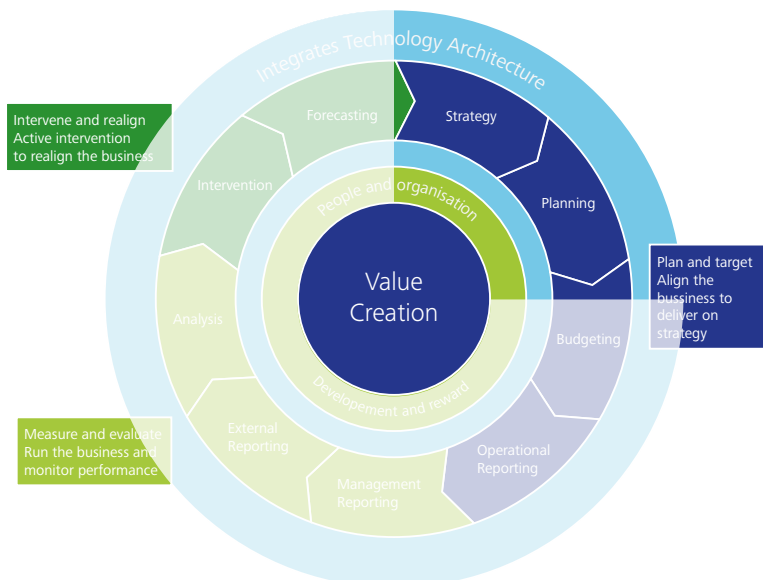 Integrates Technology Architecture
Forecasting
Strategy
Intervene and realign
Active intervention
to realign the business
Intervention
People and organisation
Planning
Value
Creation
Plan and target
Align the
bussiness to
deliver on
strategy
Analysis
Budgeting
Developement and reward
Measure and evaluate
Run the business and
monitor performance
External
Reporting
Operational
Reporting
Management
Reporting